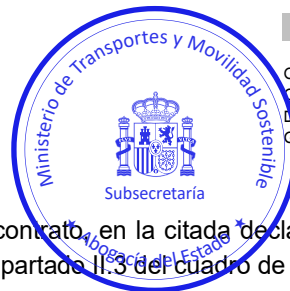 Ministerio de Transportes y Movilidad Sostenible
Subsecretaría
★ Abogacía del Estado ★
contrato, en la citada decla
partado II.3 del cuadro de